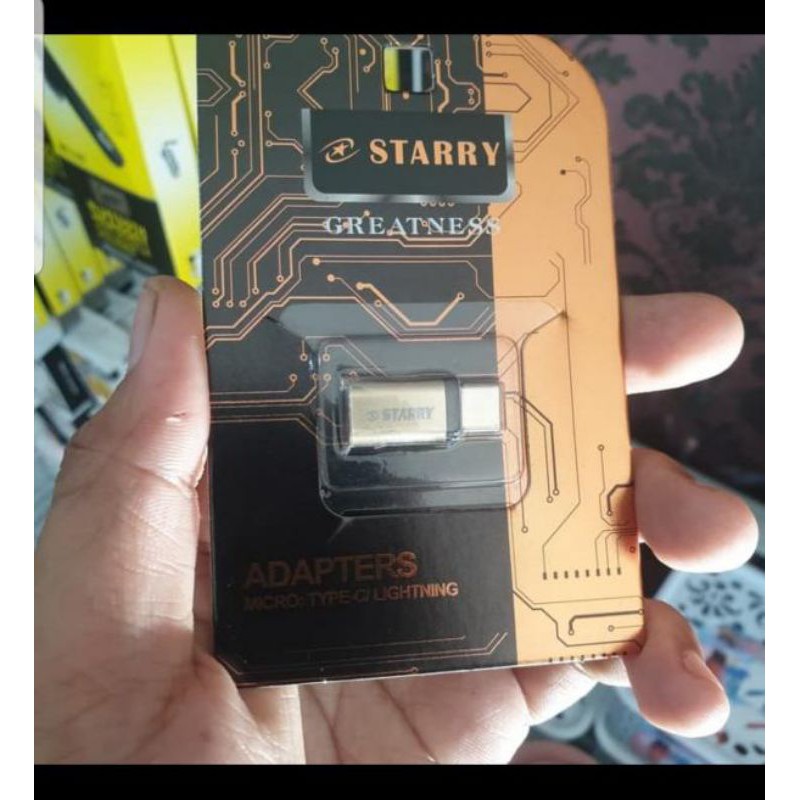 STARRY
GREATNESS
STARRY
ADAPTERS
MICRO: TYPE-C/ LIGHTNING